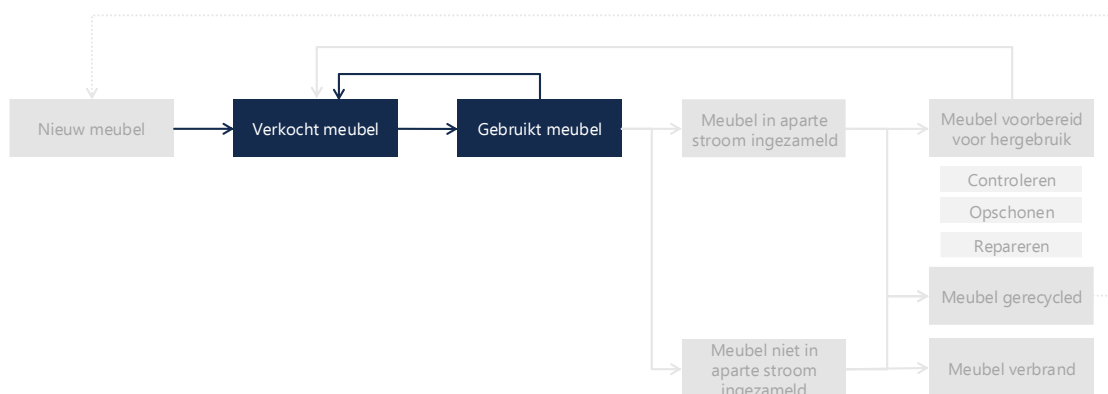 Nieuw meubel
Verkocht meubel
Gebruikt meubel
Meubel in aparte
stroom ingezameld
Meubel voorbereid
voor hergebruik
Controleren
Opschonen
Repareren
Meubel gerecycled
Meubel niet in
aparte stroom
ingezameld
Meubel verbrand